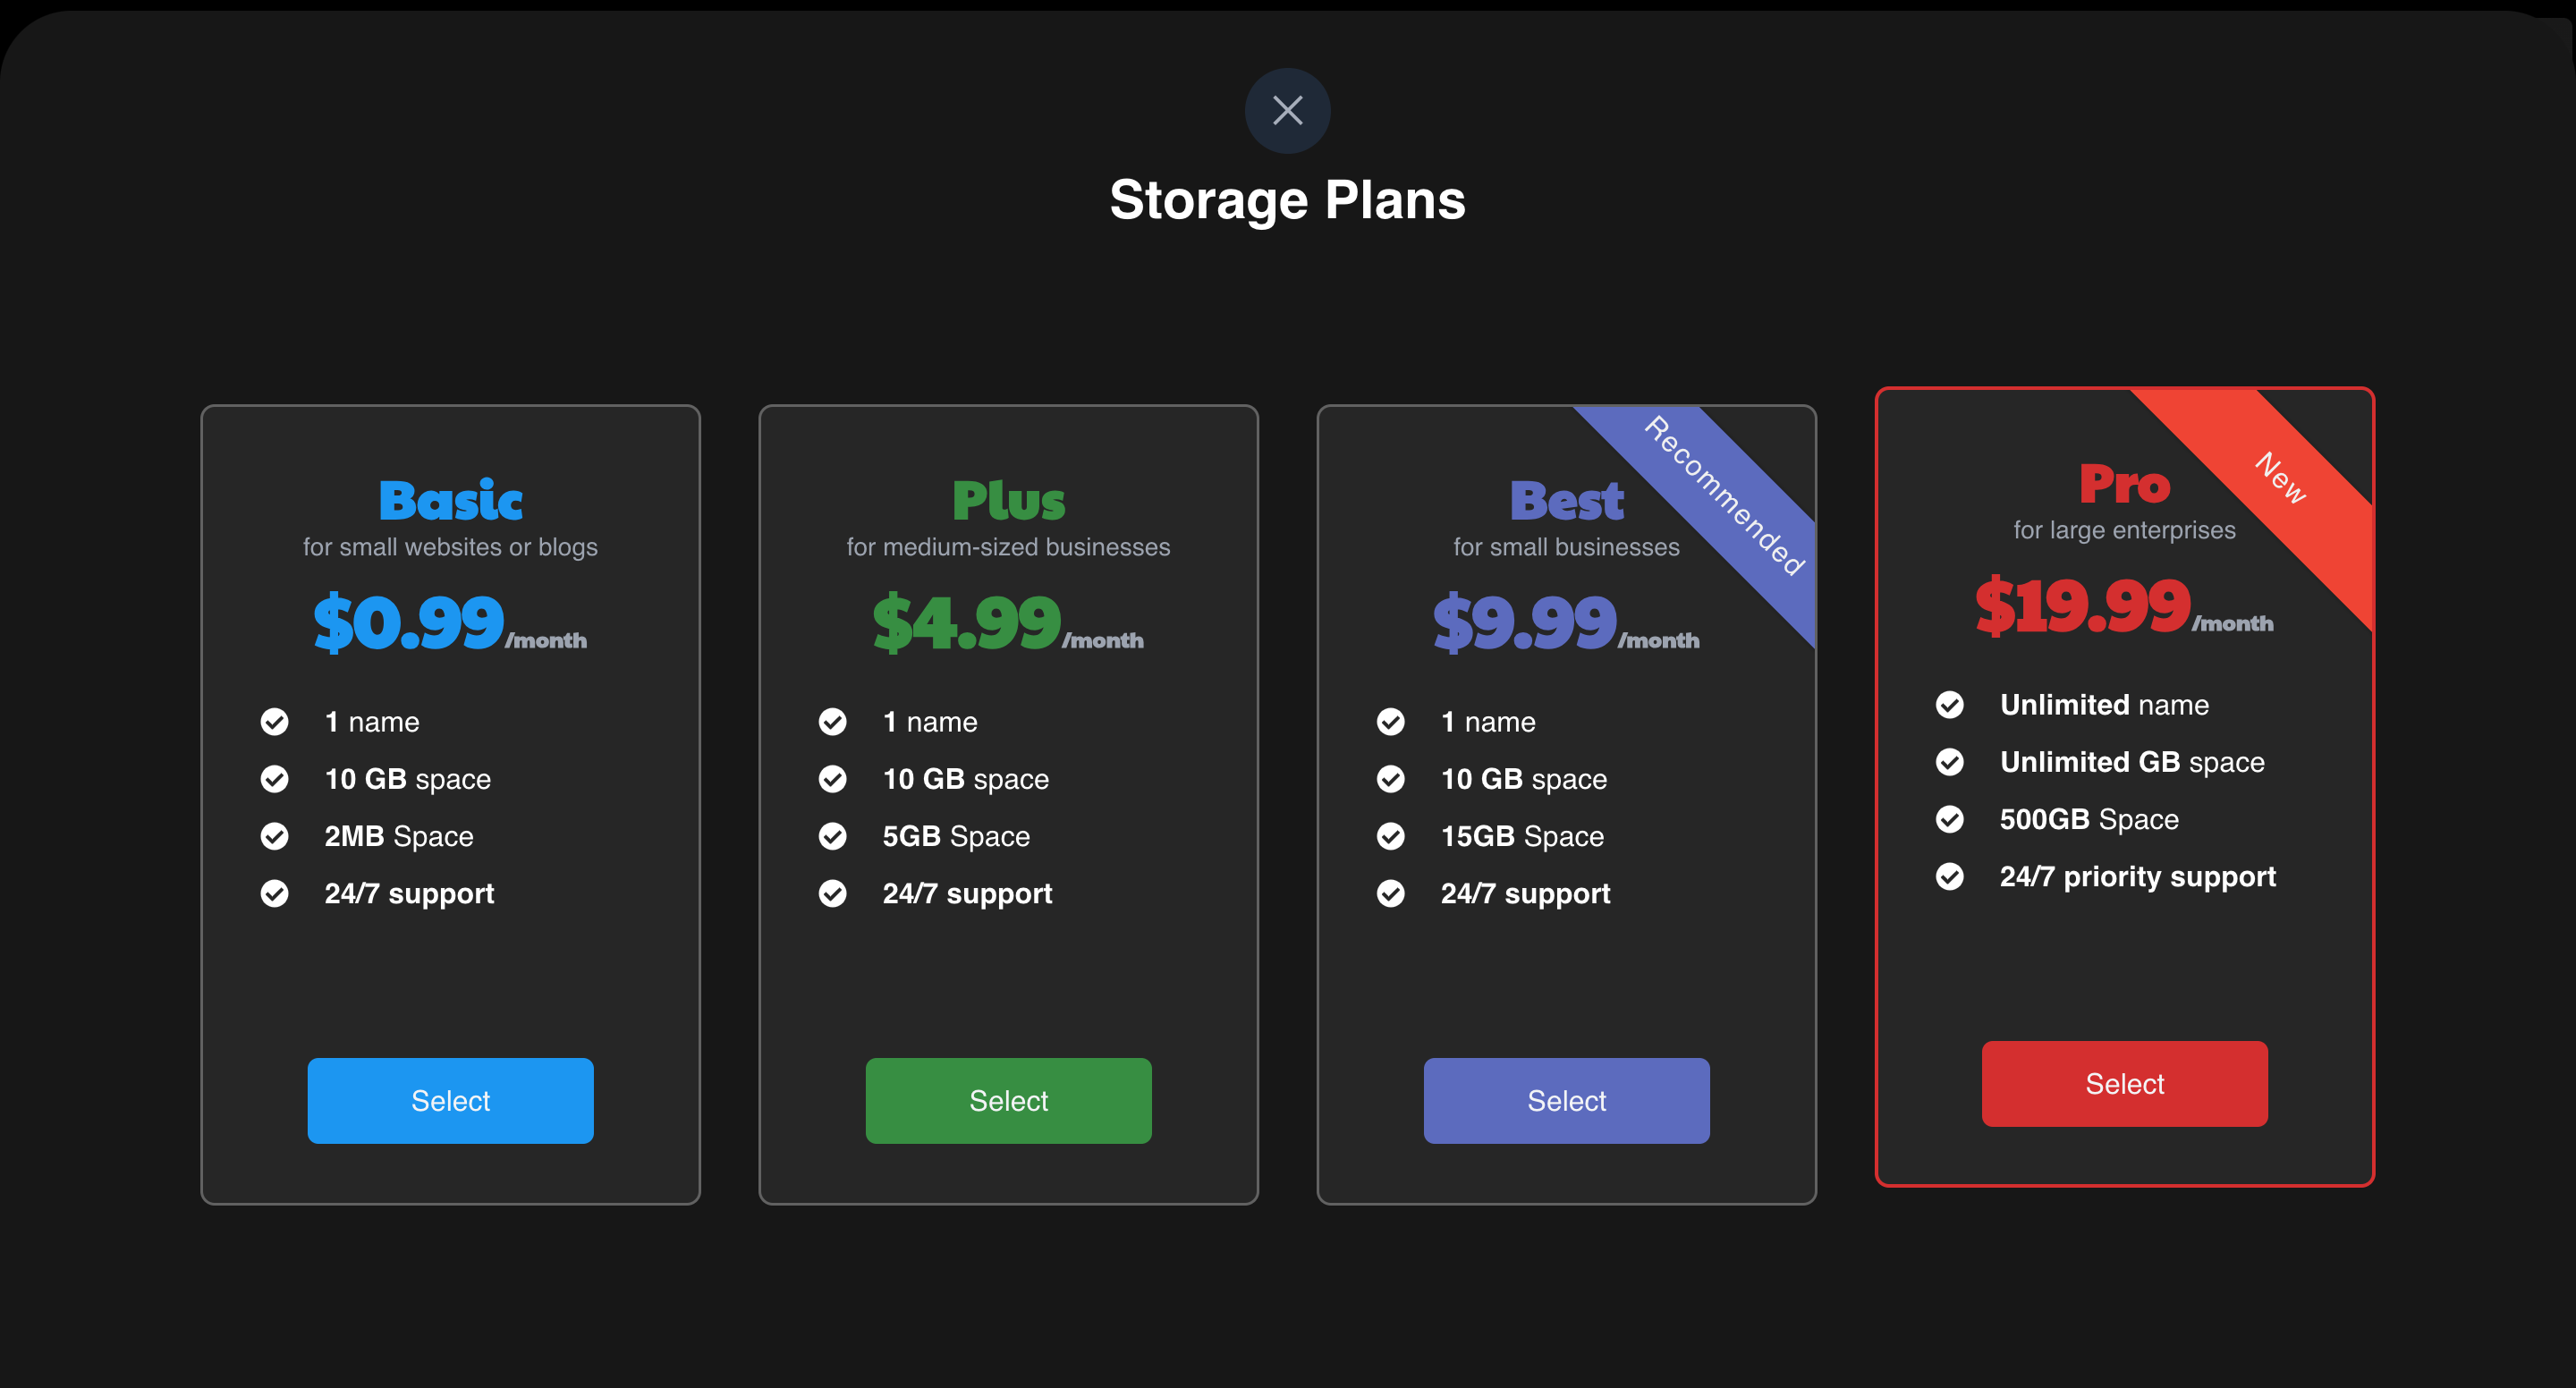 Storage Plans
Basic
for small websites or blogs
$0.99/month
1 name
10 GB space
2MB Space
24/7 support
Select
Plus
for medium-sized businesses
$4.99/month
1 name
10 GB space
5GB Space
24/7 support
Select
Recommended
Best
for small businesses
$9.99/month
1 name
10 GB space
15GB Space
24/7 support
Select
New
Pro
for large enterprises
$19.99/month
Unlimited name
Unlimited GB space
500GB Space
24/7 priority support
Select